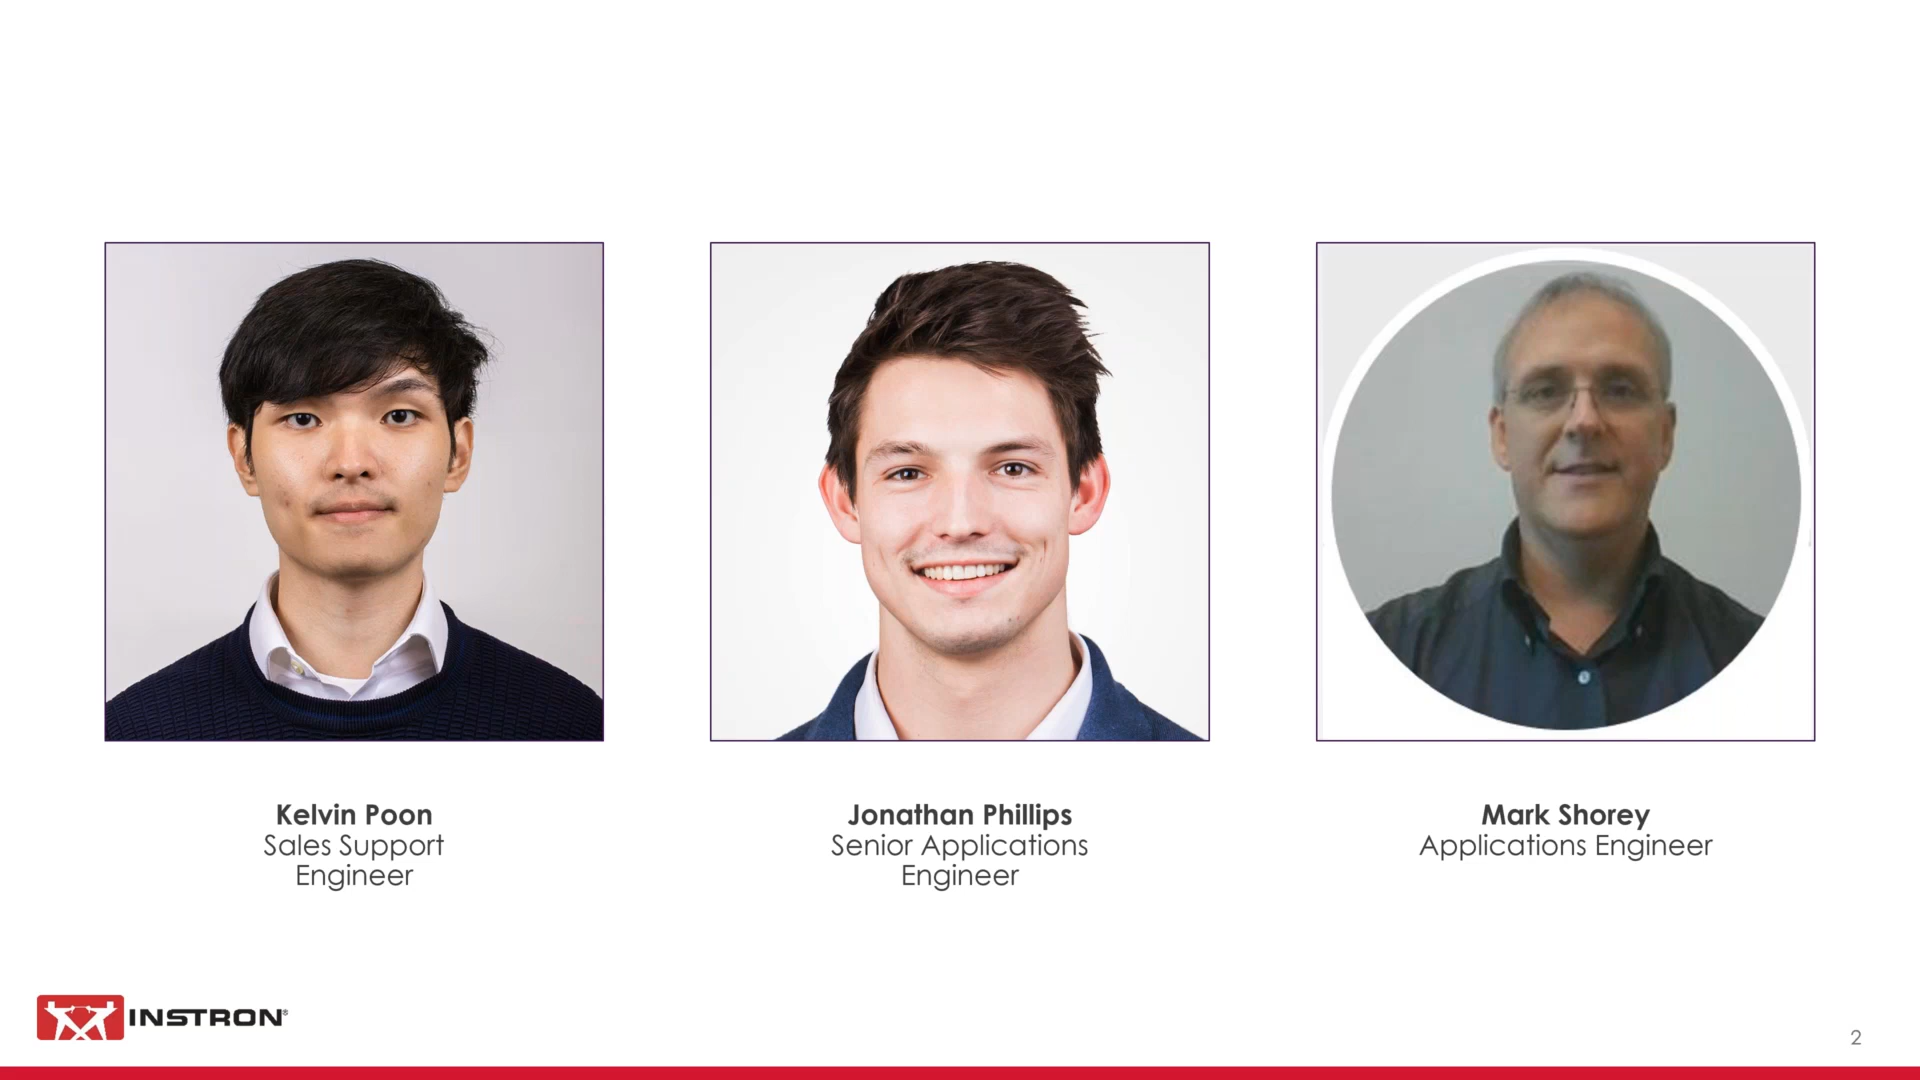 Kelvin Poon
Sales Support
Engineer
Jonathan Phillips
Senior Applications
Engineer
Mark Shorey
Applications Engineer
INSTRON®
2